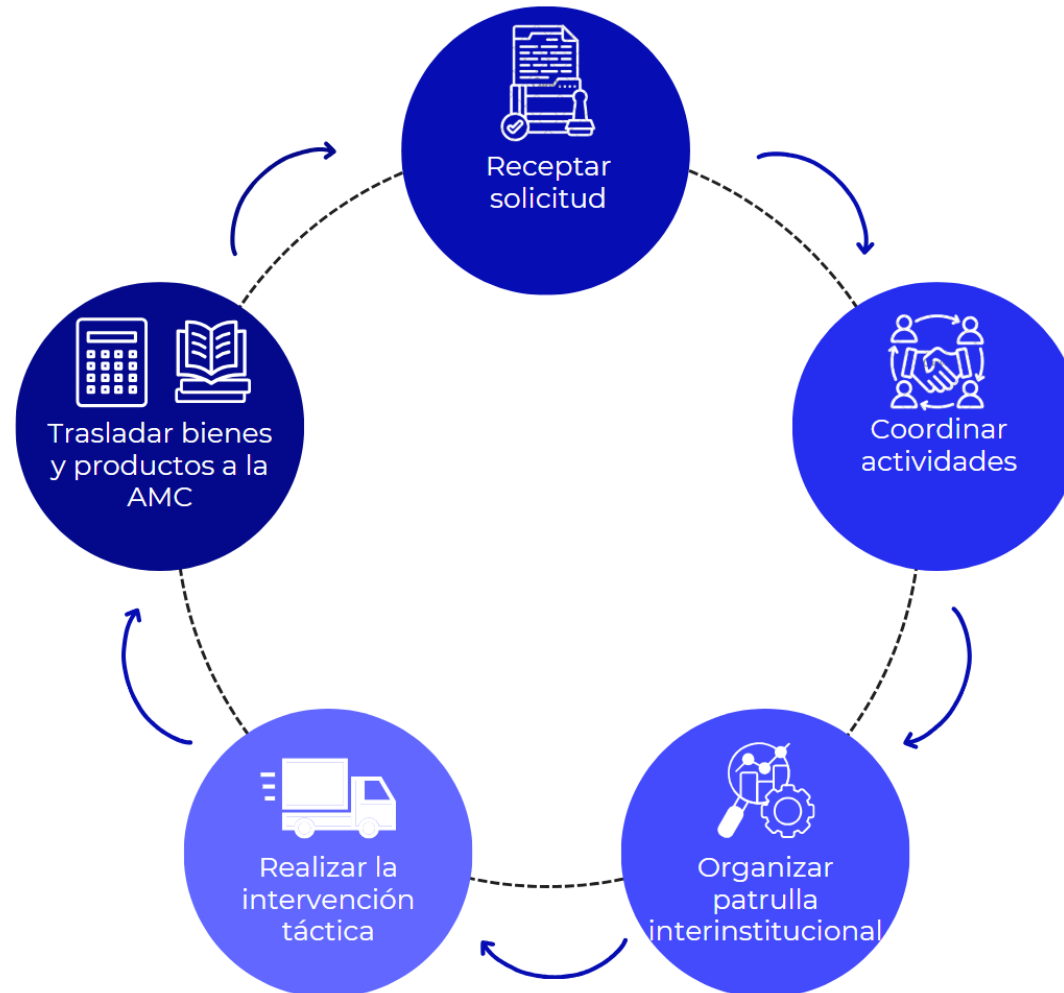 Receptar
solicitud
Coordinar
actividades
Organizar
patrulla
interinstitucional
Realizar la
intervención
táctica
Trasladar bienes
y productos a la
AMC